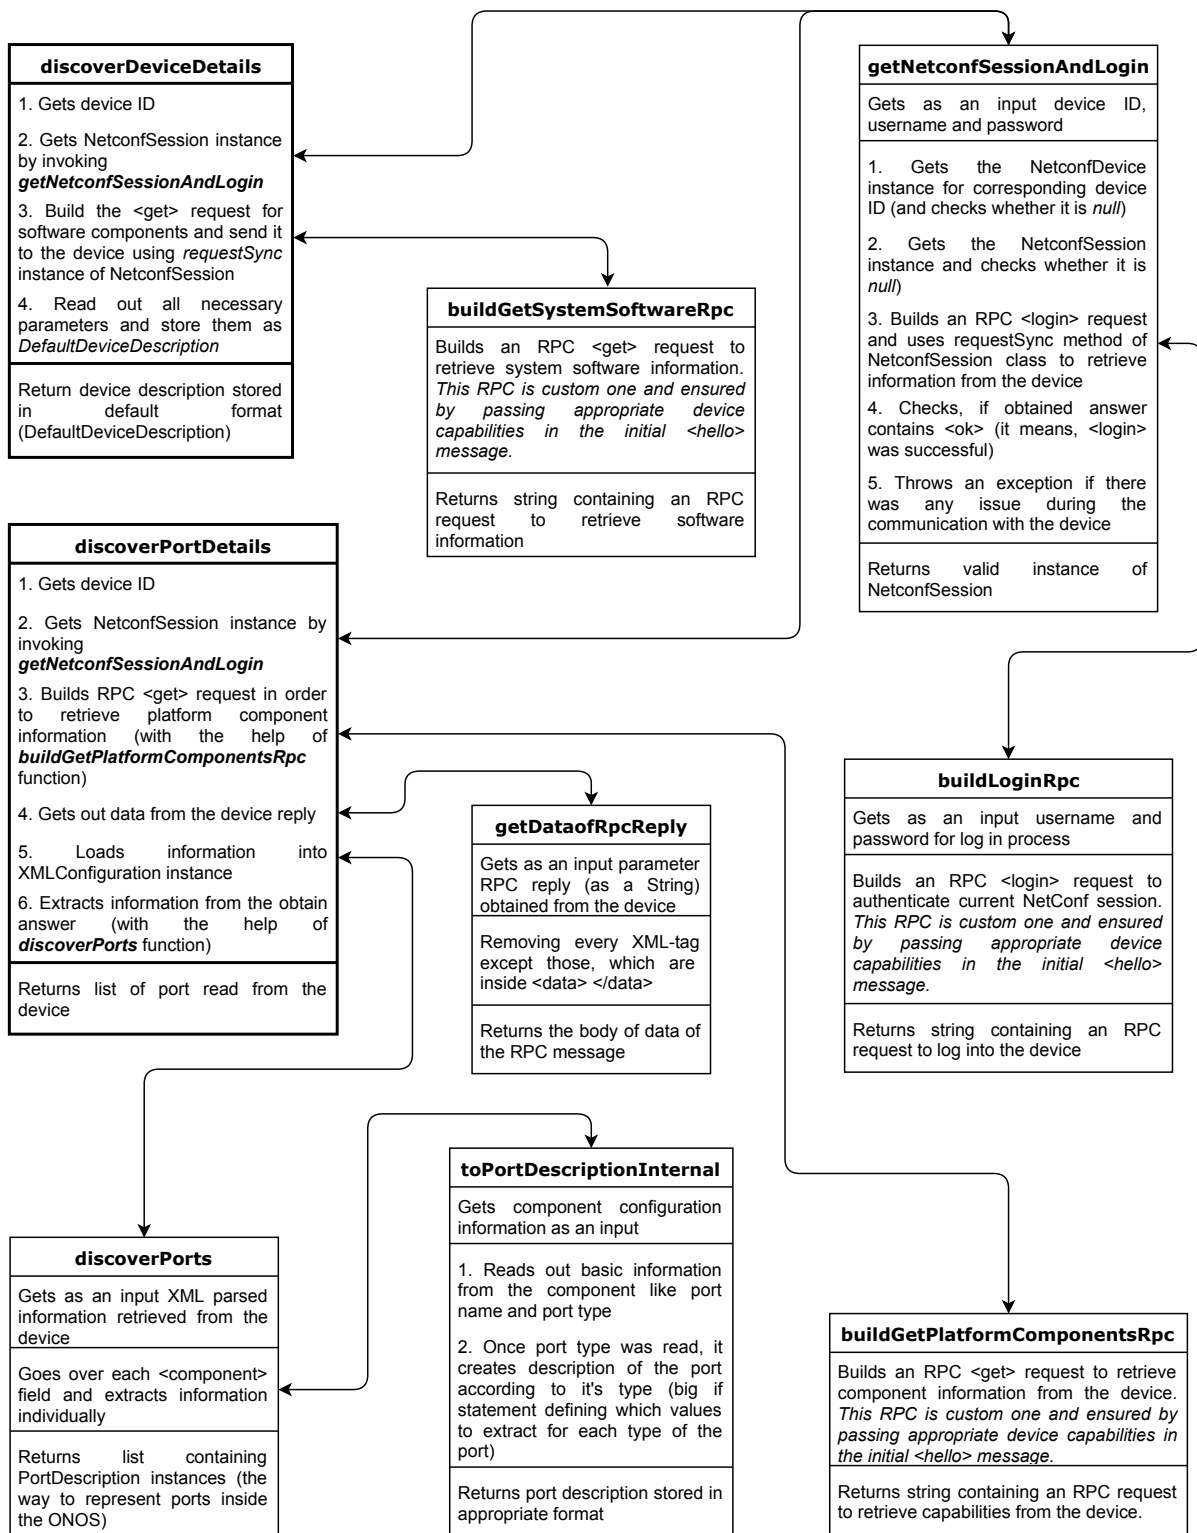 discoverDeviceDetails
1. Gets device ID
2. Gets NetconfSession instance
by invoking
getNetconfSessionAndLogin
3. Build the <get> request for
software components and send it
to the device using requestSync
instance of NetconfSession
4. Read out all necessary
parameters and store them as
DefaultDeviceDescription
Return device description stored
in default format
(DefaultDeviceDescription)
getNetconfSessionAndLogin
Gets as an input device ID,
username and password
1. Gets the NetconfDevice
instance for corresponding device
ID (and checks whether it is null)
2. Gets the NetconfSession
instance and checks whether it is
null)
3. Builds an RPC <login> request
and uses requestSync method of
NetconfSession class to retrieve
information from the device
4. Checks, if obtained answer
contains <ok> (it means, <login>
was successful)
5. Throws an exception if there
was any issue during the
communication with the device
Returns valid instance of
NetconfSession
buildGetSystemSoftwareRpc
Builds an RPC <get> request to
retrieve system software information.
This RPC is custom one and ensured
by passing appropriate device
capabilities in the initial <hello>
message.
Returns string containing an RPC
request to retrieve software
information
discoverPortDetails
1. Gets device ID
2. Gets NetconfSession instance by
invoking
getNetconfSessionAndLogin
3. Builds RPC <get> request in order
to retrieve platform component
information (with the help of
buildGetPlatformComponentsRpc
function)
4. Gets out data from the device reply
5. Loads information into
XMLConfiguration instance
6. Extracts information from the obtain
answer (with the help of
discoverPorts function)
Returns list of port read from the
device
getDataofRpcReply
Gets as an input parameter
RPC reply (as a String)
obtained from the device
Removing every XML-tag
except those, which are
inside <data> </data>
Returns the body of data of
the RPC message
buildLoginRpc
Gets as an input username and
password for log in process
Builds an RPC <login> request to
authenticate current NetConf session.
This RPC is custom one and ensured
by passing appropriate device
capabilities in the initial <hello>
message.
Returns string containing an RPC
request to log into the device
discoverPorts
Gets as an input XML parsed
information retrieved from the
device
Goes over each <component>
field and extracts information
individually
Returns list containing
PortDescription instances (the
way to represent ports inside
the ONOS)
toPortDescriptionInternal
Gets component configuration
information as an input
1. Reads out basic information
from the component like port
name and port type
2. Once port type was read, it
creates description of the port
according to it's type (big if
statement defining which values
to extract for each type of the
port)
Returns port description stored in
appropriate format
buildGetPlatformComponentsRpc
Builds an RPC <get> request to retrieve
component information from the device.
This RPC is custom one and ensured by
passing appropriate device capabilities in
the initial <hello> message.
Returns string containing an RPC request
to retrieve capabilities from the device.